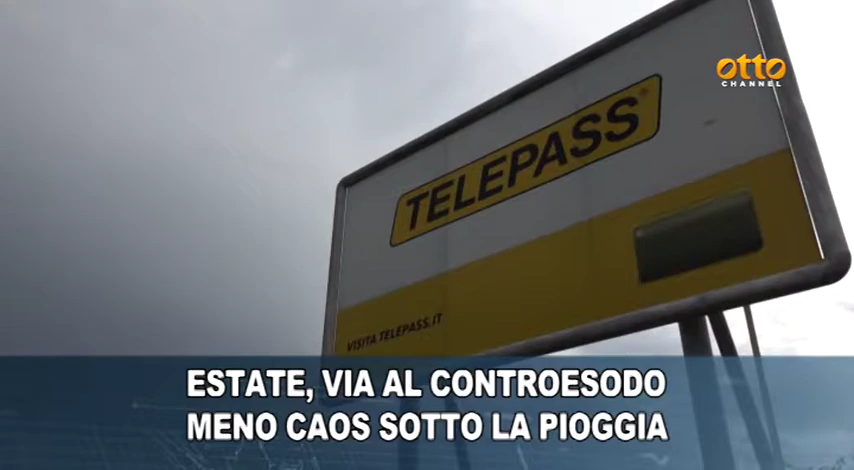 otto
CHANNEL
TELEPASS®
VISITA TELEPASS.IT
ESTATE, VIA AL CONTROESODO
MENO CAOS SOTTO LA PIOGGIA